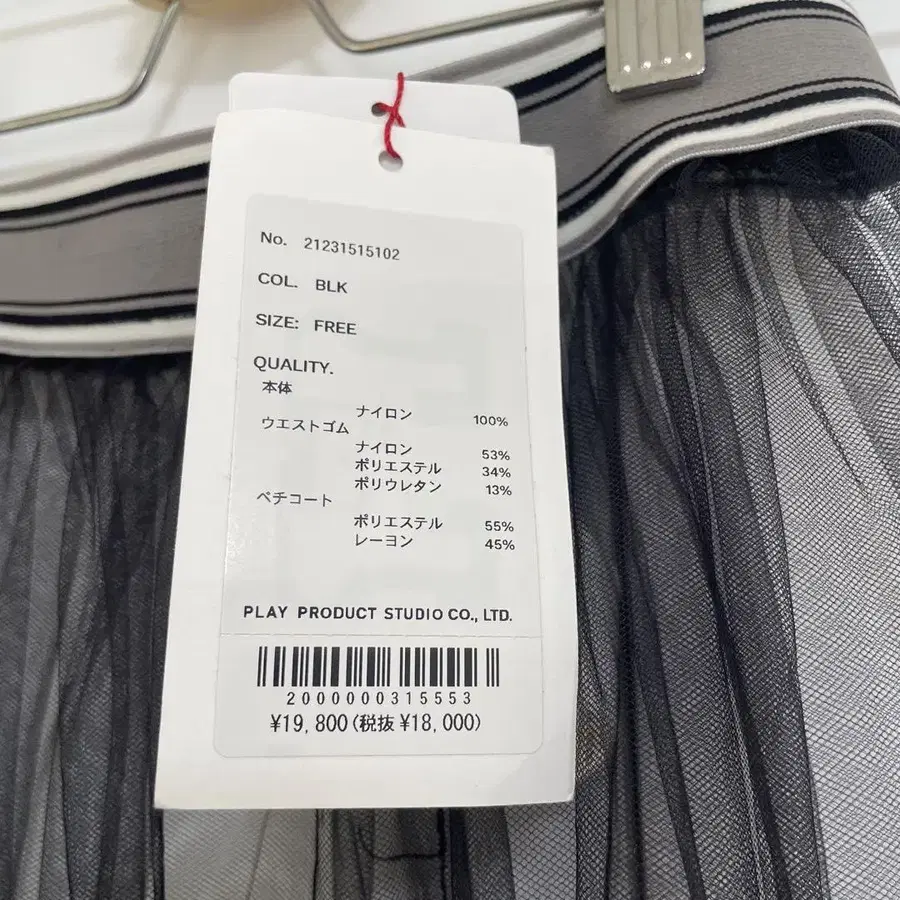 No. 21231515102
COL. BLK
SIZE: FREE
QUALITY.
本体
ナイロン 100%
ウエストゴム
ナイロン 53%
ポリエステル 34%
ポリウレタン 13%
ペチコート
ポリエステル 55%
レーヨン 45%
PLAY PRODUCT STUDIO CO., LTD.
2000000315553
¥19,800(税抜 ¥18,000)